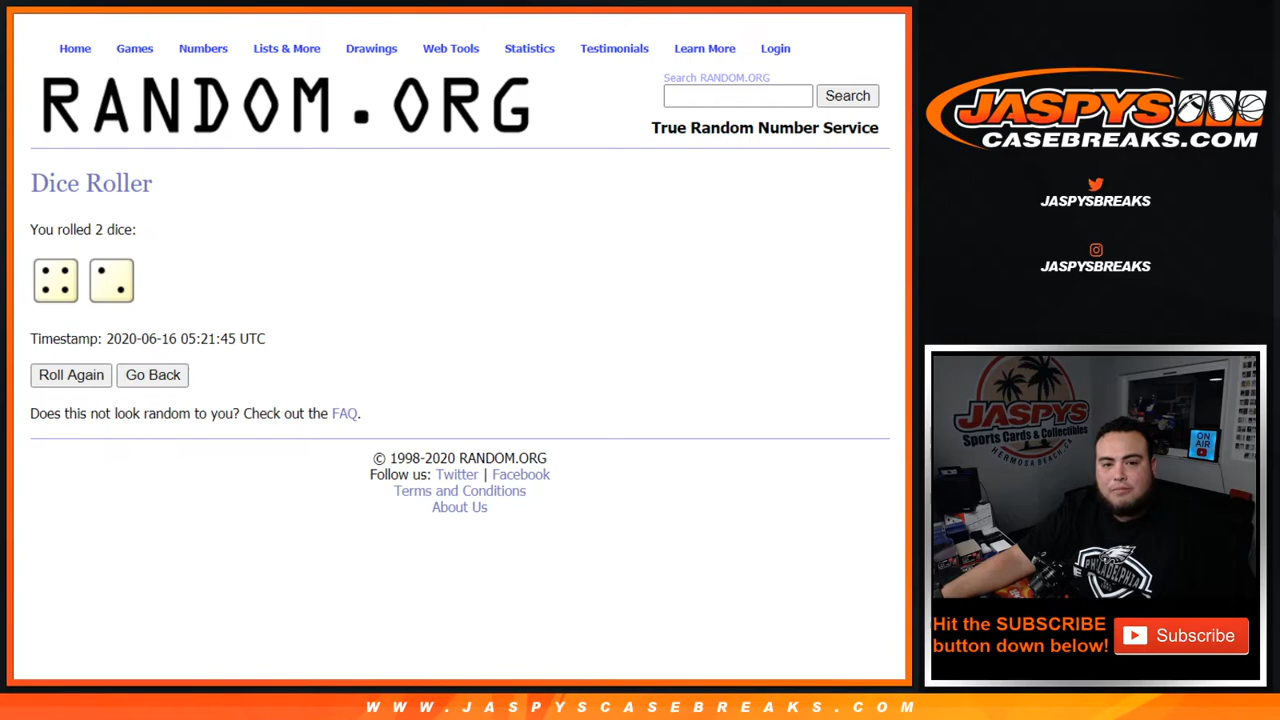 Home Games Numbers Lists & More Drawings Web Tools Statistics Testimonials Learn More Login
RANDOM.ORG
Search RANDOM.ORG
Search
True Random Number Service
Dice Roller
You rolled 2 dice:
Timestamp: 2020-06-16 05:21:45 UTC
Roll Again Go Back
Does this not look random to you? Check out the FAQ.
© 1998-2020 RANDOM.ORG
Follow us: Twitter | Facebook
Terms and Conditions
About Us
JASPYS
CASEBREAKS.COM
JASPYSBREAKS
JASPYSBREAKS
JASPYS
Sports Cards & Collectibles
HERMOSA BEACH, CA
ON
AIR
PHILADELPHIA
Hit the SUBSCRIBE
button down below!
Subscribe
WWW.JASPYSCASEBREAKS.COM